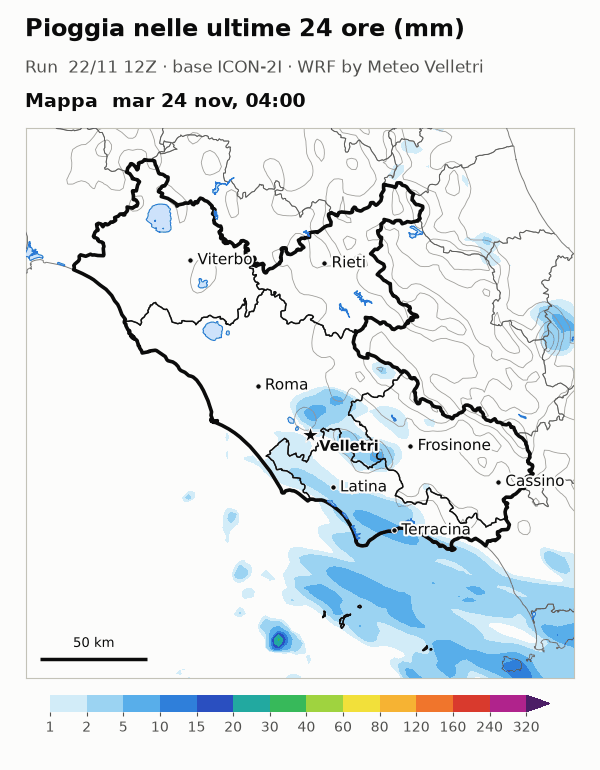 Pioggia nelle ultime 24 ore (mm)
Run 22/11 12Z · base ICON-2I · WRF by Meteo Velletri
Mappa mar 24 nov, 04:00
Viterbo
Rieti
Roma
Velletri
Frosinone
Latina
Cassino
Terracina
50 km
1 2 5 10 15 20 30 40 60 80 120 160 240 320